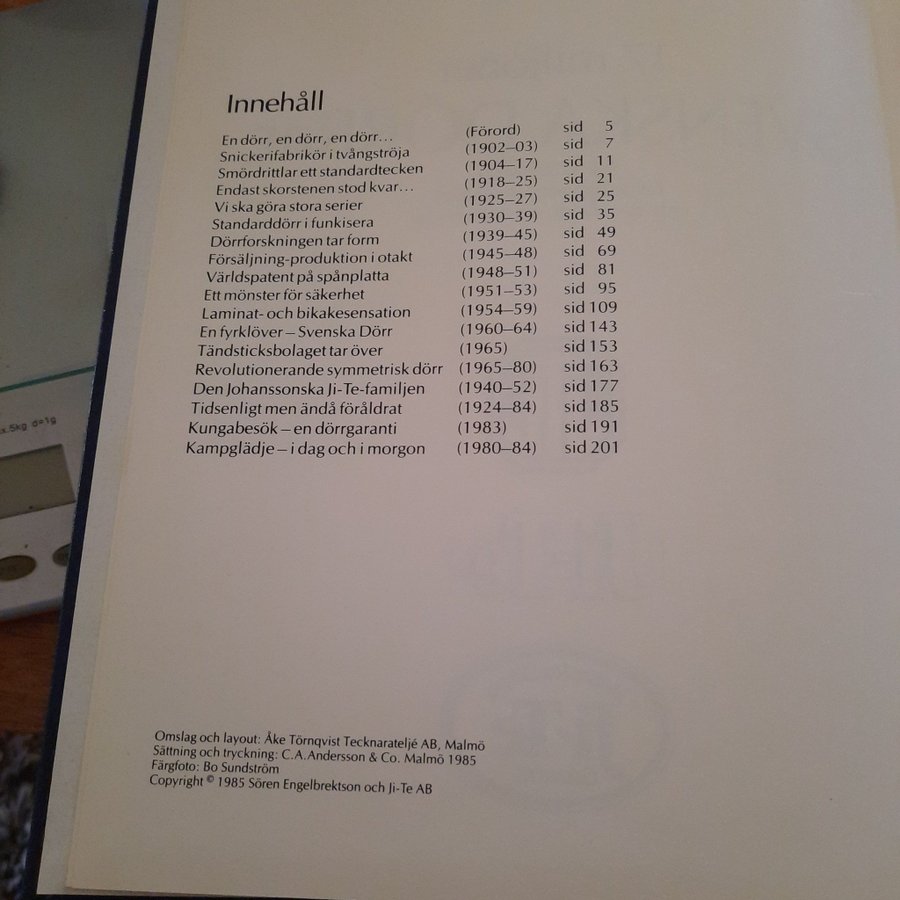 Innehåll
En dörr, en dörr, en dörr... (Förord) sid 5
Snickerifabrikör i tvångströja (1902–03) sid 7
Smördrittlar ett standardtecken (1904–17) sid 11
Endast skorstenen stod kvar... (1918–25) sid 21
Vi ska göra stora serier (1925–27) sid 25
Standarddörr i funkisera (1930–39) sid 35
Dörrforskningen tar form (1939–45) sid 49
Försäljning-produktion i otakt (1945–48) sid 69
Världspatent på spånplatta (1948–51) sid 81
Ett mönster för säkerhet (1951–53) sid 95
Laminat- och bikakesensation (1954–59) sid 109
En fyrklöver – Svenska Dörr (1960–64) sid 143
Tändsticksbolaget tar över (1965) sid 153
Revolutionerande symmetrisk dörr (1965–80) sid 163
Den Johanssonska Ji-Te-familjen (1940–52) sid 177
Tidsenligt men ändå föråldrat (1924–84) sid 185
Kungabesök – en dörrgaranti (1983) sid 191
Kampglädje – i dag och i morgon (1980–84) sid 201
Omslag och layout: Åke Törnqvist Tecknarateljé AB, Malmö
Sättning och tryckning: C.A.Andersson & Co. Malmö 1985
Färgfoto: Bo Sundström
Copyright © 1985 Sören Engelbrektson och Ji-Te AB
5kg d=1g